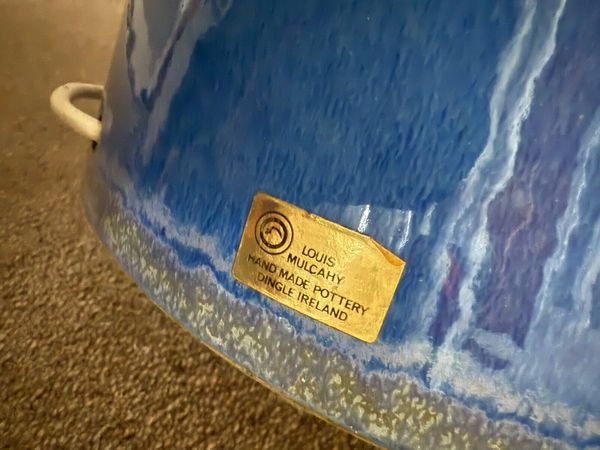 LOUIS
MULCAHY
HAND MADE POTTERY
DINGLE IRELAND